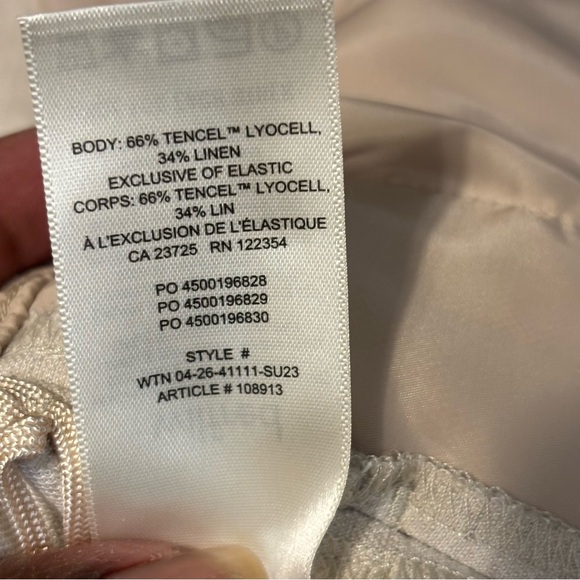 BODY: 66% TENCEL™ LYOCELL,
34% LINEN
EXCLUSIVE OF ELASTIC
CORPS: 66% TENCEL™ LYOCELL,
34% LIN
À L'EXCLUSION DE L'ÉLASTIQUE
CA 23725 RN 122354
PO 4500196828
PO 4500196829
PO 4500196830
STYLE #
WTN 04-26-41111-SU23
ARTICLE # 108913